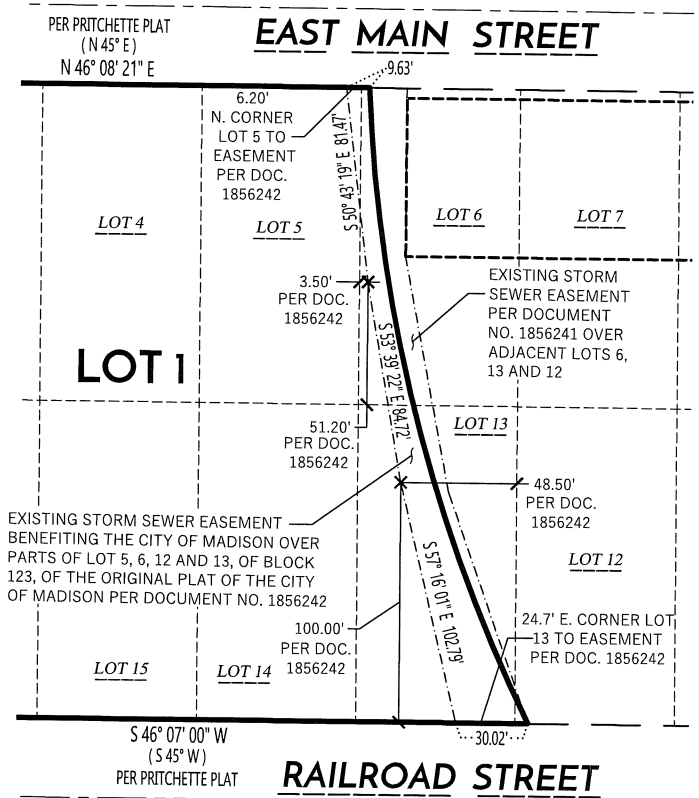 PER PRITCHETTE PLAT
( N 45° E )
N 46° 08' 21" E
EAST MAIN STREET
9.63'
6.20'
N. CORNER
LOT 5 TO
EASEMENT
PER DOC.
1856242
S 50° 43' 19" E 81.47'
LOT 4
LOT 5
LOT 6
LOT 7
3.50'
PER DOC.
1856242
EXISTING STORM
SEWER EASEMENT
PER DOCUMENT
NO. 1856241 OVER
ADJACENT LOTS 6,
13 AND 12
LOT 1
S 53° 39' 22" E 84.72'
51.20'
PER DOC.
1856242
LOT 13
48.50'
PER DOC.
1856242
EXISTING STORM SEWER EASEMENT
BENEFITING THE CITY OF MADISON OVER
PARTS OF LOT 5, 6, 12 AND 13, OF BLOCK
123, OF THE ORIGINAL PLAT OF THE CITY
OF MADISON PER DOCUMENT NO. 1856242
S 57° 16' 01" E 102.79'
LOT 12
100.00'
PER DOC.
1856242
24.7' E. CORNER LOT
13 TO EASEMENT
PER DOC. 1856242
LOT 15
LOT 14
S 46° 07' 00" W
( S 45° W )
PER PRITCHETTE PLAT
30.02'
RAILROAD STREET